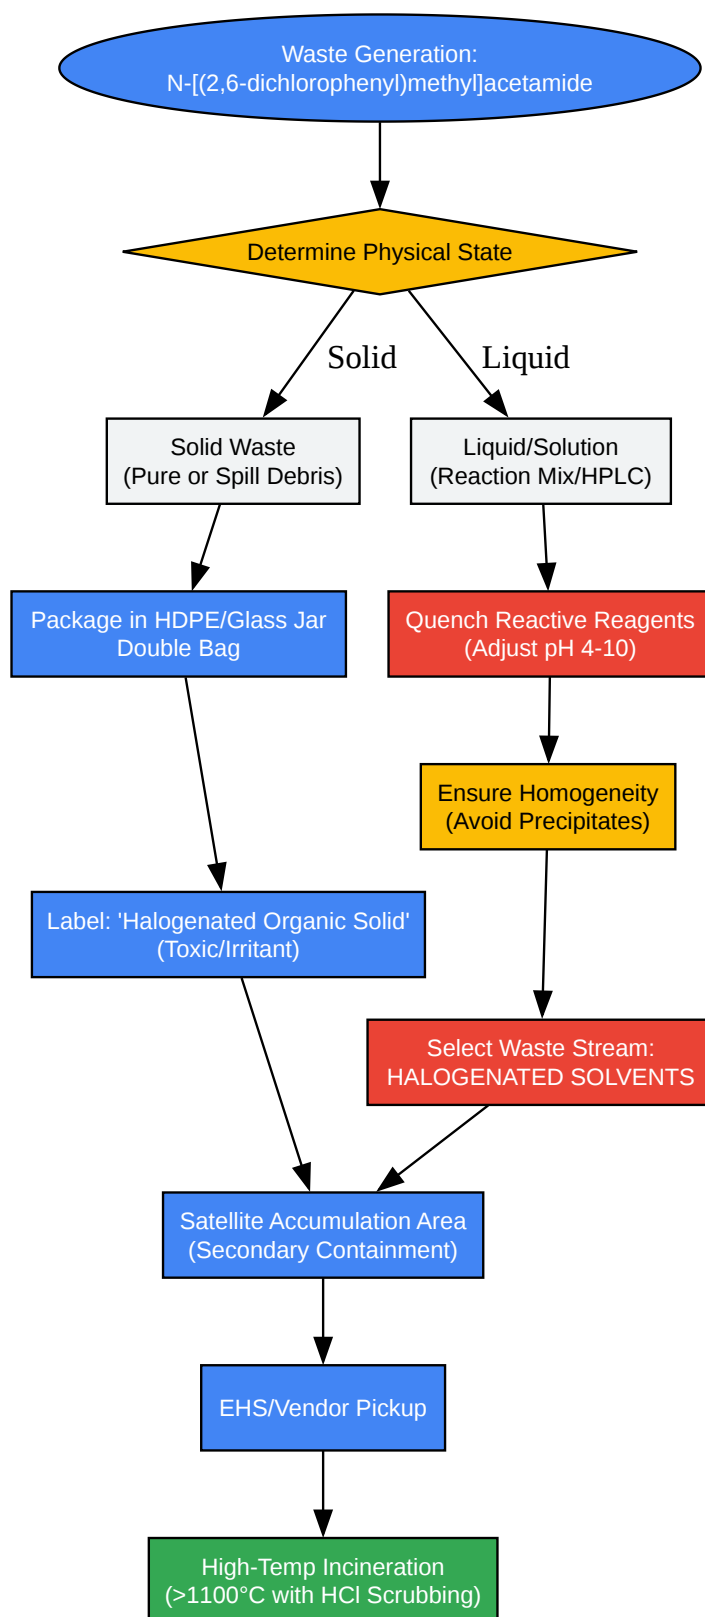 Waste Generation:
N-[(2,6-dichlorophenyl)methyl]acetamide
Determine Physical State
Solid
Liquid
Solid Waste
(Pure or Spill Debris)
Liquid/Solution
(Reaction Mix/HPLC)
Package in HDPE/Glass Jar
Double Bag
Quench Reactive Reagents
(Adjust pH 4-10)
Ensure Homogeneity
(Avoid Precipitates)
Label: 'Halogenated Organic Solid'
(Toxic/Irritant)
Select Waste Stream:
HALOGENATED SOLVENTS
Satellite Accumulation Area
(Secondary Containment)
EHS/Vendor Pickup
High-Temp Incineration
(>1100°C with HCl Scrubbing)